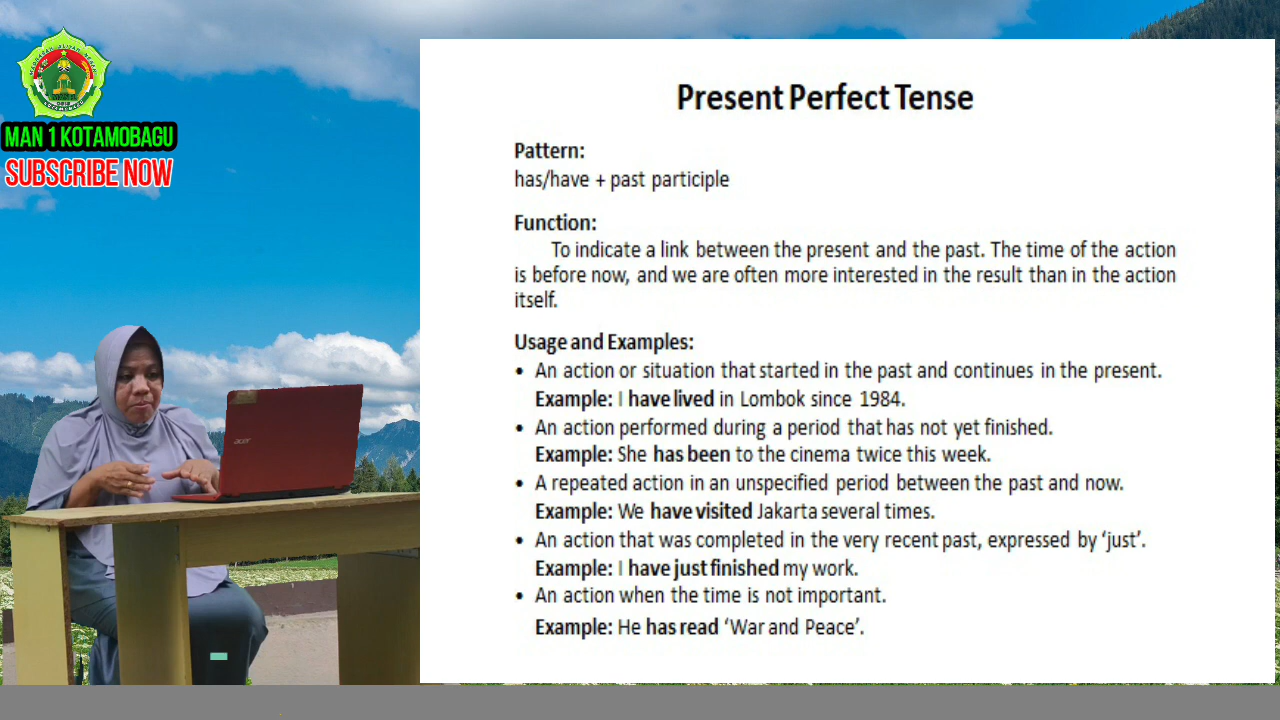 MAN 1 KOTAMOBAGU
SUBSCRIBE NOW
Present Perfect Tense
Pattern:
has/have + past participle
Function:
To indicate a link between the present and the past. The time of the action
is before now, and we are often more interested in the result than in the action
itself.
Usage and Examples:
• An action or situation that started in the past and continues in the present.
Example: I have lived in Lombok since 1984.
• An action performed during a period that has not yet finished.
Example: She has been to the cinema twice this week.
• A repeated action in an unspecified period between the past and now.
Example: We have visited Jakarta several times.
• An action that was completed in the very recent past, expressed by ‘just’.
Example: I have just finished my work.
• An action when the time is not important.
Example: He has read ‘War and Peace’.
acer